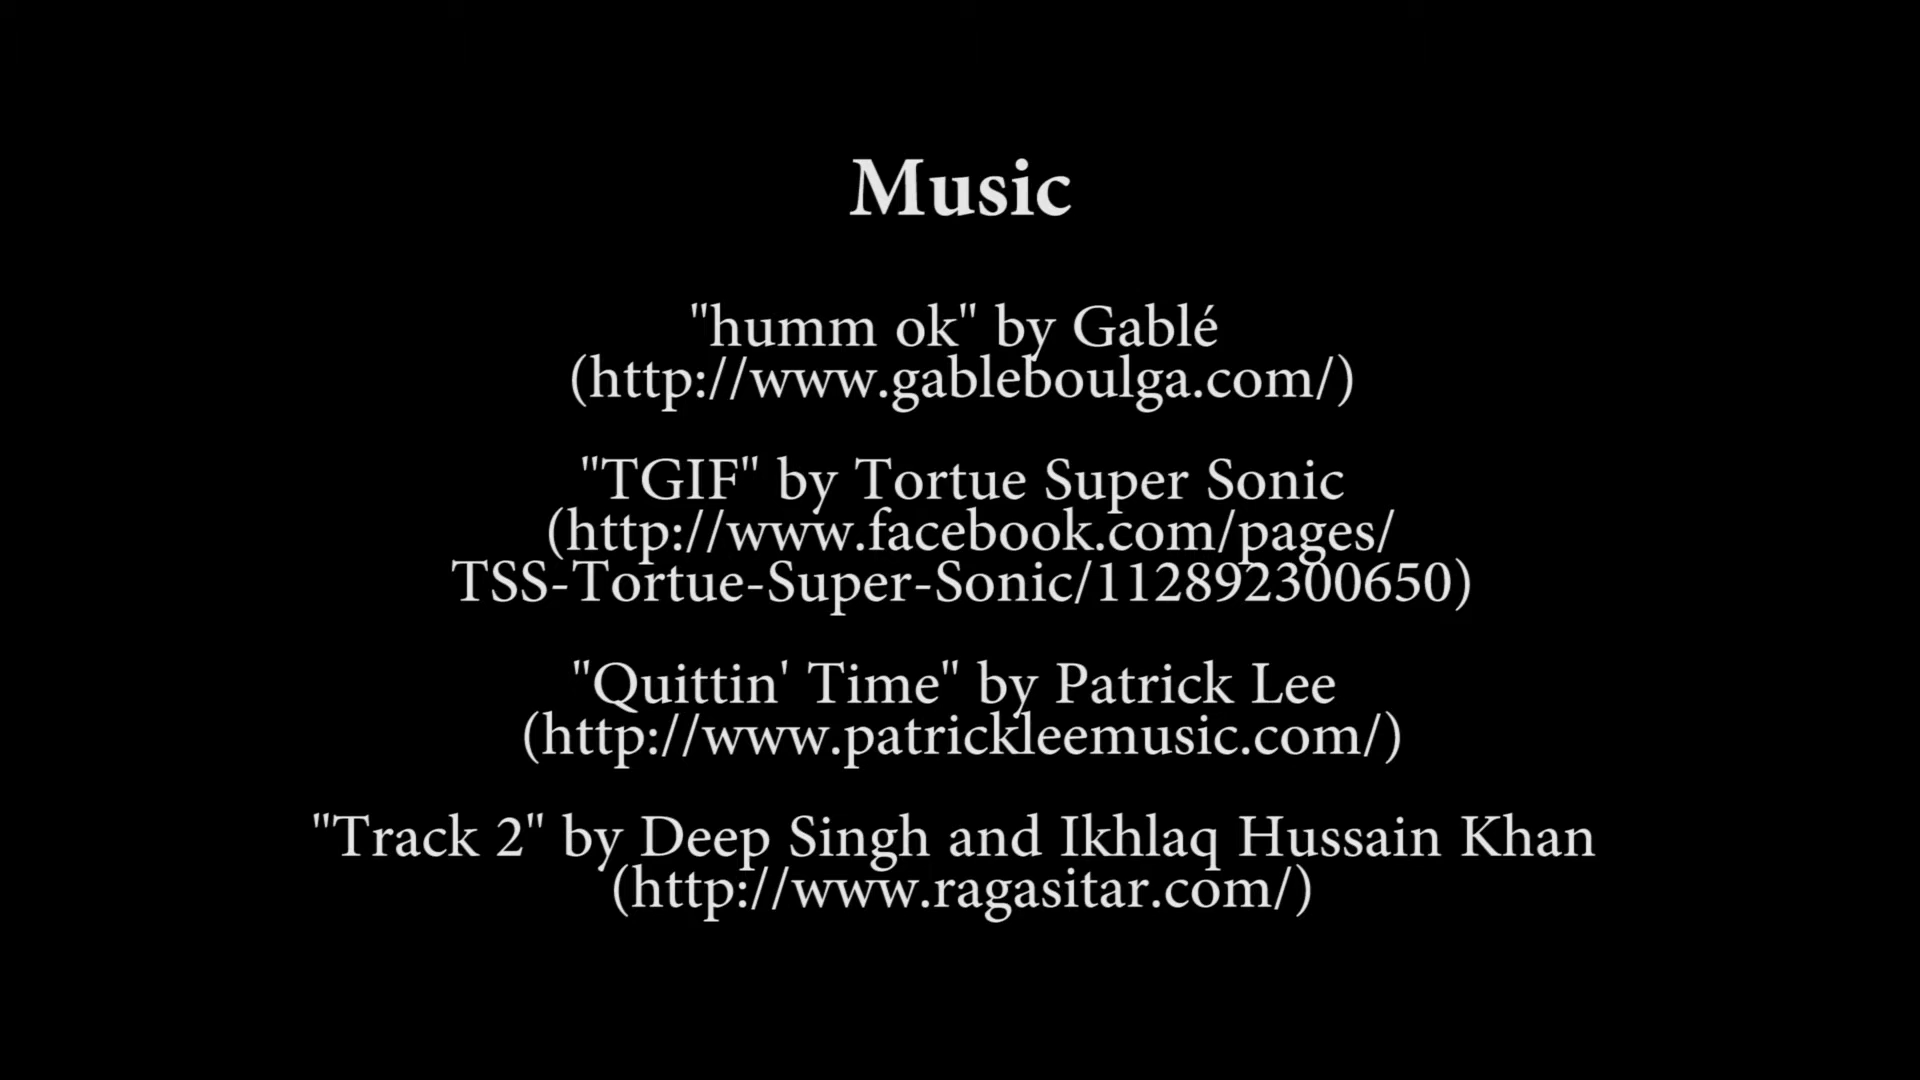 Music
"humm ok" by Gablé
(http://www.gableboulga.com/)
"TGIF" by Tortue Super Sonic
(http://www.facebook.com/pages/
TSS-Tortue-Super-Sonic/112892300650)
"Quittin' Time" by Patrick Lee
(http://www.patrickleemusic.com/)
"Track 2" by Deep Singh and Ikhlaq Hussain Khan
(http://www.ragasitar.com/)